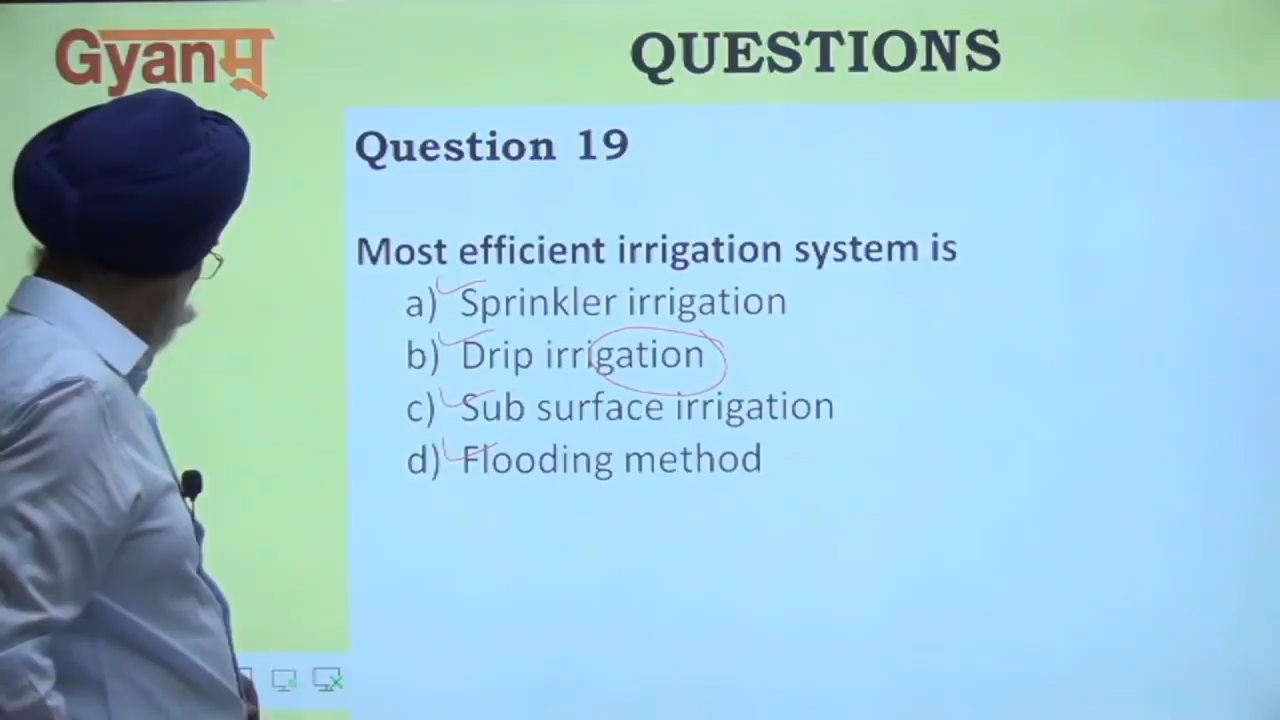 Gyanम्
QUESTIONS
Question 19
Most efficient irrigation system is
a) Sprinkler irrigation
b) Drip irrigation
c) Sub surface irrigation
d) Flooding method